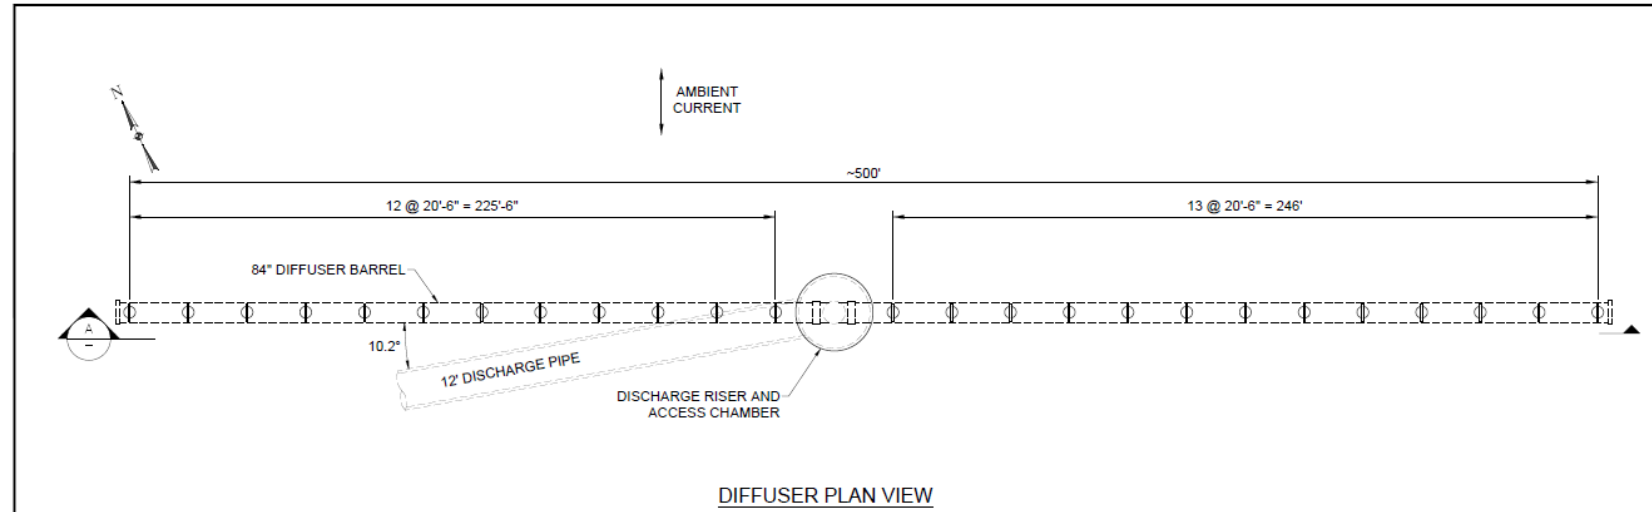 N
AMBIENT
CURRENT
~500'
12 @ 20'-6" = 225'-6"
13 @ 20'-6" = 246'
84" DIFFUSER BARREL
A
–
10.2°
12' DISCHARGE PIPE
DISCHARGE RISER AND
ACCESS CHAMBER
DIFFUSER PLAN VIEW